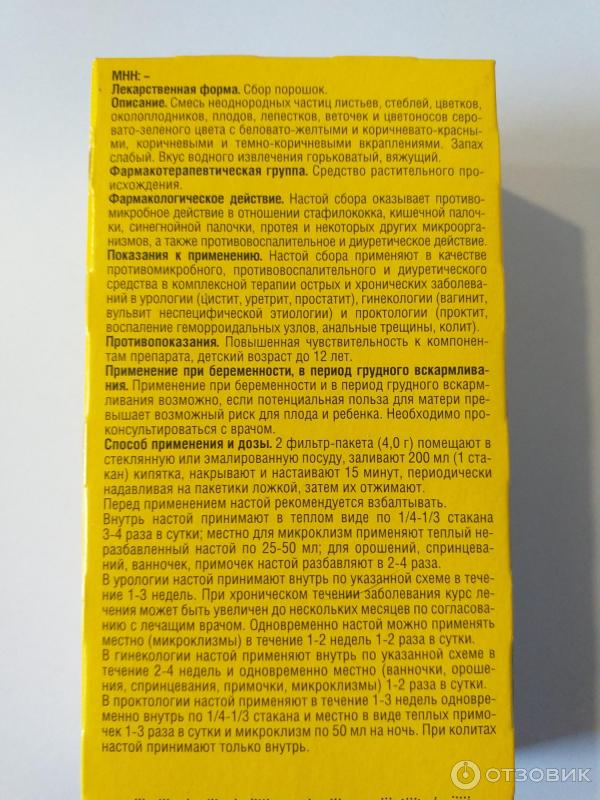 МНН: –
Лекарственная форма. Сбор порошок.
Описание. Смесь неоднородных частиц листьев, стеблей, цветков,
околоплодников, плодов, лепестков, веточек и цветоносов серо-
вато-зеленого цвета с беловато-желтыми и коричневато-красны-
ми, коричневыми и темно-коричневыми вкраплениями. Запах
слабый. Вкус водного извлечения горьковатый, вяжущий.
Фармакотерапевтическая группа. Средство растительного про-
исхождения.
Фармакологическое действие. Настой сбора оказывает противо-
микробное действие в отношении стафилококка, кишечной палоч-
ки, синегнойной палочки, протея и некоторых других микроорга-
низмов, а также противовоспалительное и диуретическое действие.
Показания к применению. Настой сбора применяют в качестве
противомикробного, противовоспалительного и диуретического
средства в комплексной терапии острых и хронических заболева-
ний в урологии (цистит, уретрит, простатит), гинекологии (вагинит,
вульвит неспецифической этиологии) и проктологии (проктит,
воспаление геморроидальных узлов, анальные трещины, колит).
Противопоказания. Повышенная чувствительность к компонен-
там препарата, детский возраст до 12 лет.
Применение при беременности, в период грудного вскармлива-
ния. Применение при беременности и в период грудного вскарм-
ливания возможно, если потенциальная польза для матери пре-
вышает возможный риск для плода и ребенка. Необходимо про-
консультироваться с врачом.
Способ применения и дозы. 2 фильтр-пакета (4,0 г) помещают в
стеклянную или эмалированную посуду, заливают 200 мл (1 ста-
кан) кипятка, накрывают и настаивают 15 минут, периодически
надавливая на пакетики ложкой, затем их отжимают.
Перед применением настой рекомендуется взбалтывать.
Внутрь настой принимают в теплом виде по 1/4-1/3 стакана
3-4 раза в сутки; местно для микроклизм применяют теплый не-
разбавленный настой по 25-50 мл; для орошений, спринцева-
ний, ванночек, примочек настой разбавляют в 2-4 раза.
В урологии настой принимают внутрь по указанной схеме в тече-
ние 1-3 недель. При хроническом течении заболевания курс ле-
чения может быть увеличен до нескольких месяцев по согласова-
нию с лечащим врачом. Одновременно настой можно применять
местно (микроклизмы) в течение 1-2 недель 1-2 раза в сутки.
В гинекологии настой применяют внутрь по указанной схеме в
течение 2-4 недель и одновременно местно (ванночки, ороше-
ния, спринцевания, примочки, микроклизмы) 1-2 раза в сутки.
В проктологии настой применяют в течение 1-3 недель одновре-
менно внутрь по 1/4-1/3 стакана и местно в виде теплых примо-
чек 1-3 раза в сутки и микроклизм по 50 мл на ночь. При колитах
настой принимают только внутрь.
ОТЗОВИК